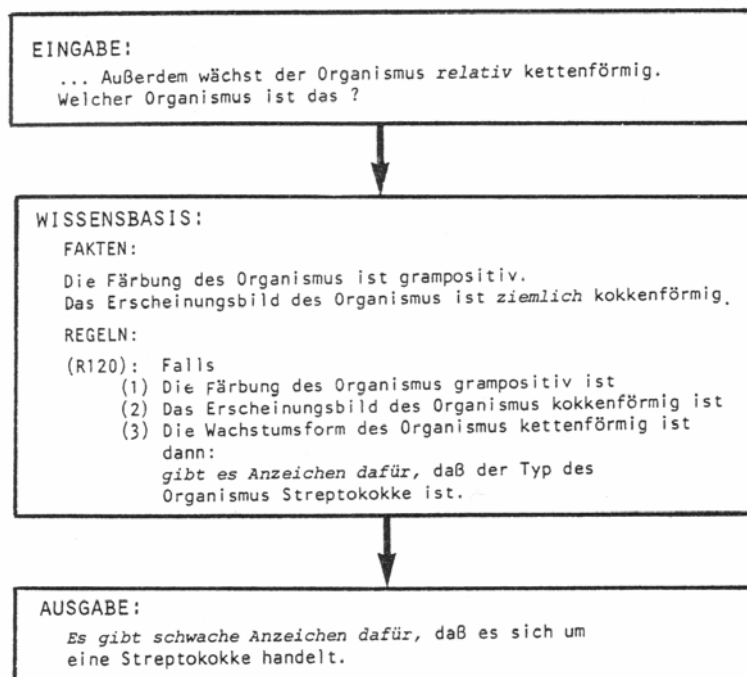 EINGABE:
... Außerdem wächst der Organismus relativ kettenförmig.
Welcher Organismus ist das ?
WISSENSBASIS:
FAKTEN:
Die Färbung des Organismus ist grampositiv.
Das Erscheinungsbild des Organismus ist ziemlich kokkenförmig.
REGELN:
(R120): Falls
(1) Die Färbung des Organismus grampositiv ist
(2) Das Erscheinungsbild des Organismus kokkenförmig ist
(3) Die Wachstumsform des Organismus kettenförmig ist
dann:
gibt es Anzeichen dafür, daß der Typ des
Organismus Streptokokke ist.
AUSGABE:
Es gibt schwache Anzeichen dafür, daß es sich um
eine Streptokokke handelt.